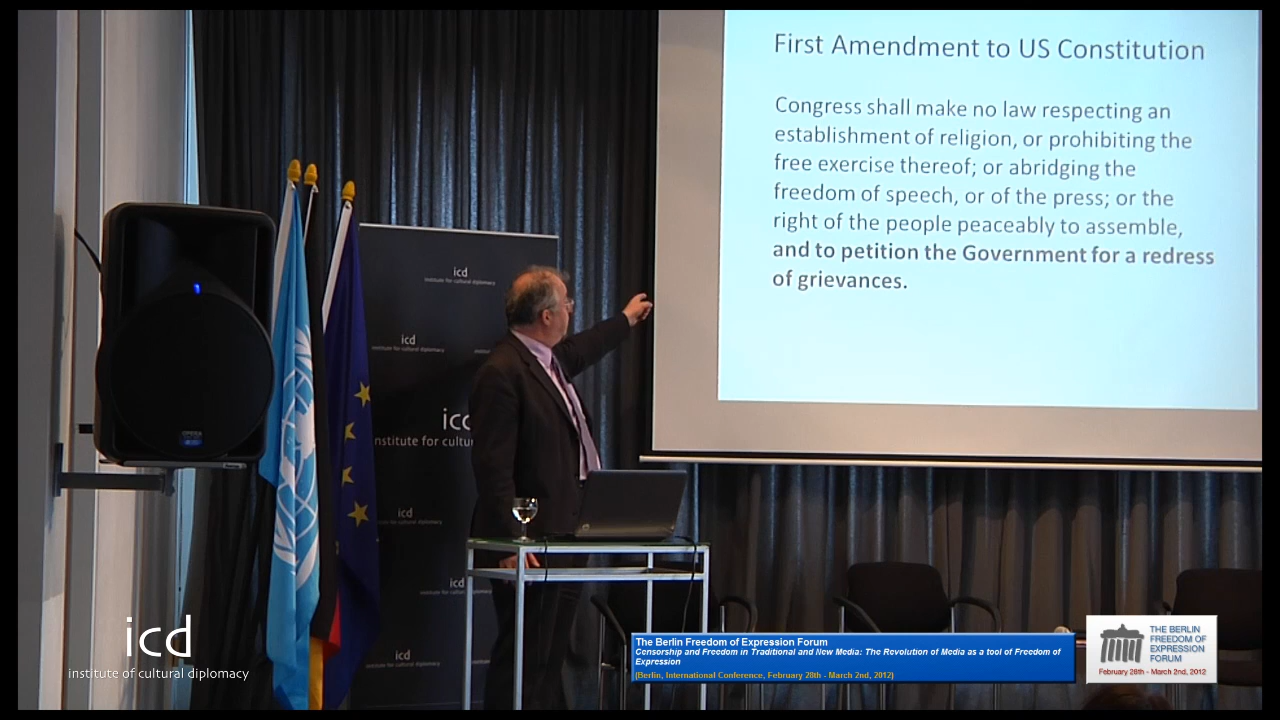 First Amendment to US Constitution
Congress shall make no law respecting an
establishment of religion, or prohibiting the
free exercise thereof; or abridging the
freedom of speech, or of the press; or the
right of the people peaceably to assemble,
and to petition the Government for a redress
of grievances.
icd
institute for cultural diplomacy
icd
institute for cultural diplomacy
icd
icd
icd
icd
icd
institute of cultural diplomacy
The Berlin Freedom of Expression Forum
Censorship and Freedom in Traditional and New Media: The Revolution of Media as a tool of Freedom of
Expression
(Berlin, International Conference, February 28th - March 2nd, 2012)
THE BERLIN
FREEDOM OF
EXPRESSION
FORUM
February 28th - March 2nd, 2012